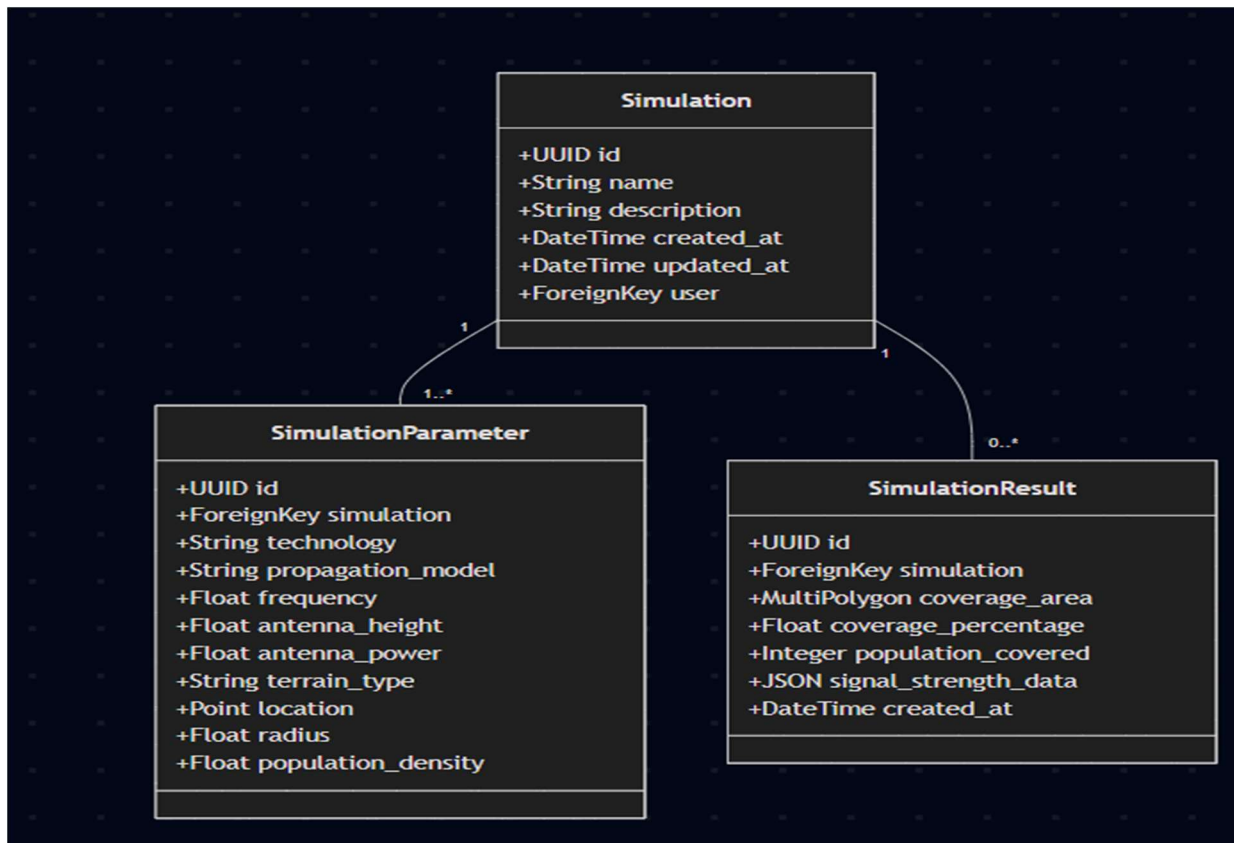 Simulation
+UUID id
+String name
+String description
+DateTime created_at
+DateTime updated_at
+ForeignKey user
1
1
1..*
0..*
SimulationParameter
+UUID id
+ForeignKey simulation
+String technology
+String propagation_model
+Float frequency
+Float antenna_height
+Float antenna_power
+String terrain_type
+Point location
+Float radius
+Float population_density
SimulationResult
+UUID id
+ForeignKey simulation
+MultiPolygon coverage_area
+Float coverage_percentage
+Integer population_covered
+JSON signal_strength_data
+DateTime created_at